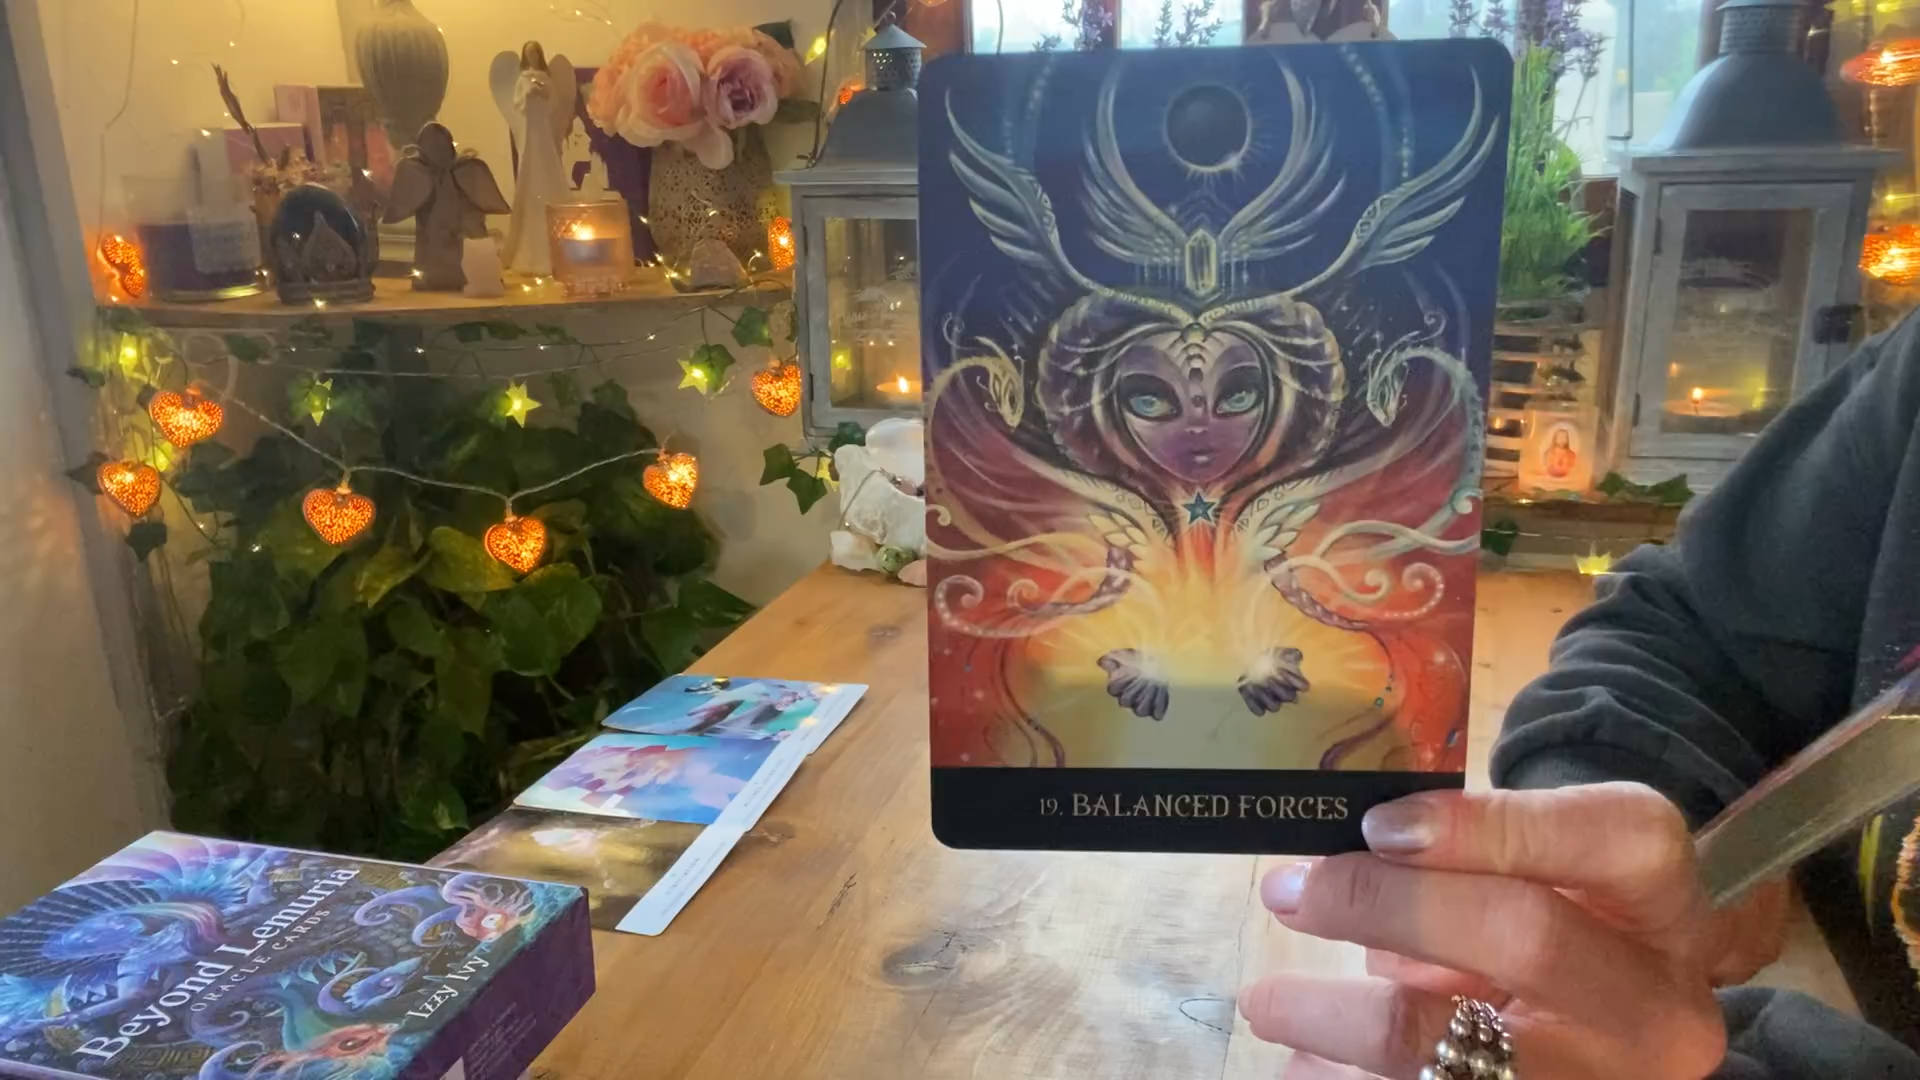 19. BALANCED FORCES
Beyond Lemuria
ORACLE CARDS
Izzy Ivy